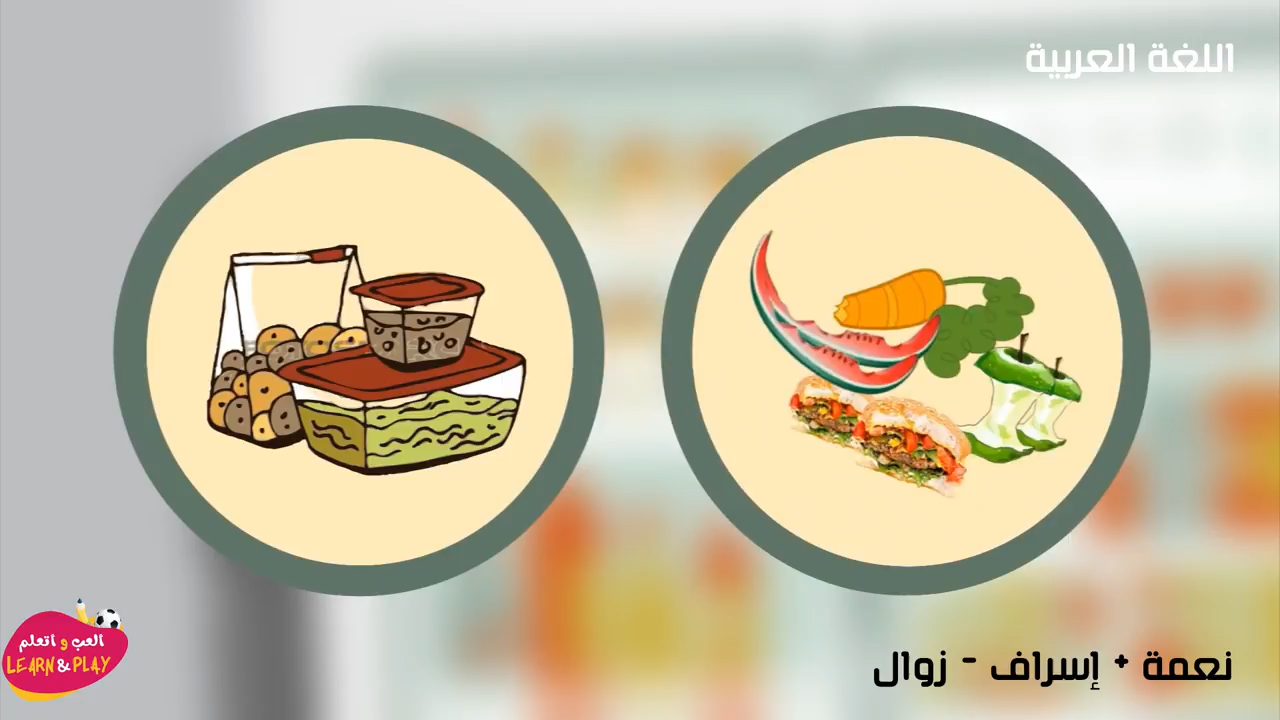 اللغة العربية
نعمة + إسراف - زوال
العب و اتعلم
LEARN & PLAY